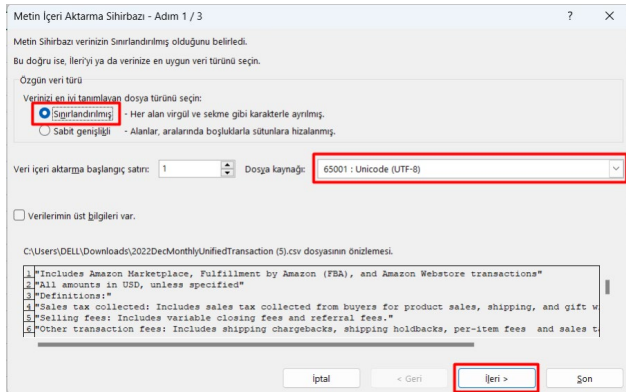 Metin İçeri Aktarma Sihirbazı - Adım 1 / 3
Metin Sihirbazı verinizin Sınırlandırılmış olduğunu belirledi.
Bu doğru ise, İleri'yi ya da verinize en uygun veri türünü seçin.
Özgün veri türü
Verinizi en iyi tanımlayan dosya türünü seçin:
Sınırlandırılmış - Her alan virgül ve sekme gibi karakterle ayrılmış.
Sabit genişlikli - Alanlar, aralarında boşluklarla sütunlara hizalanmış.
Veri içeri aktarma başlangıç satırı: 1 Dosya kaynağı: 65001 : Unicode (UTF-8)
Verilerimin üst bilgileri var.
C:\Users\DELL\Downloads\2022DecMonthlyUnifiedTransaction (5).csv dosyasının önizlemesi.
1 "Includes Amazon Marketplace, Fulfillment by Amazon (FBA), and Amazon Webstore transactions"
2 "All amounts in USD, unless specified"
3 "Definitions:"
4 "Sales tax collected: Includes sales tax collected from buyers for product sales, shipping, and gift w
5 "Selling fees: Includes variable closing fees and referral fees."
6 "Other transaction fees: Includes shipping chargebacks, shipping holdbacks, per-item fees and sales t
İptal < Geri İleri > Son